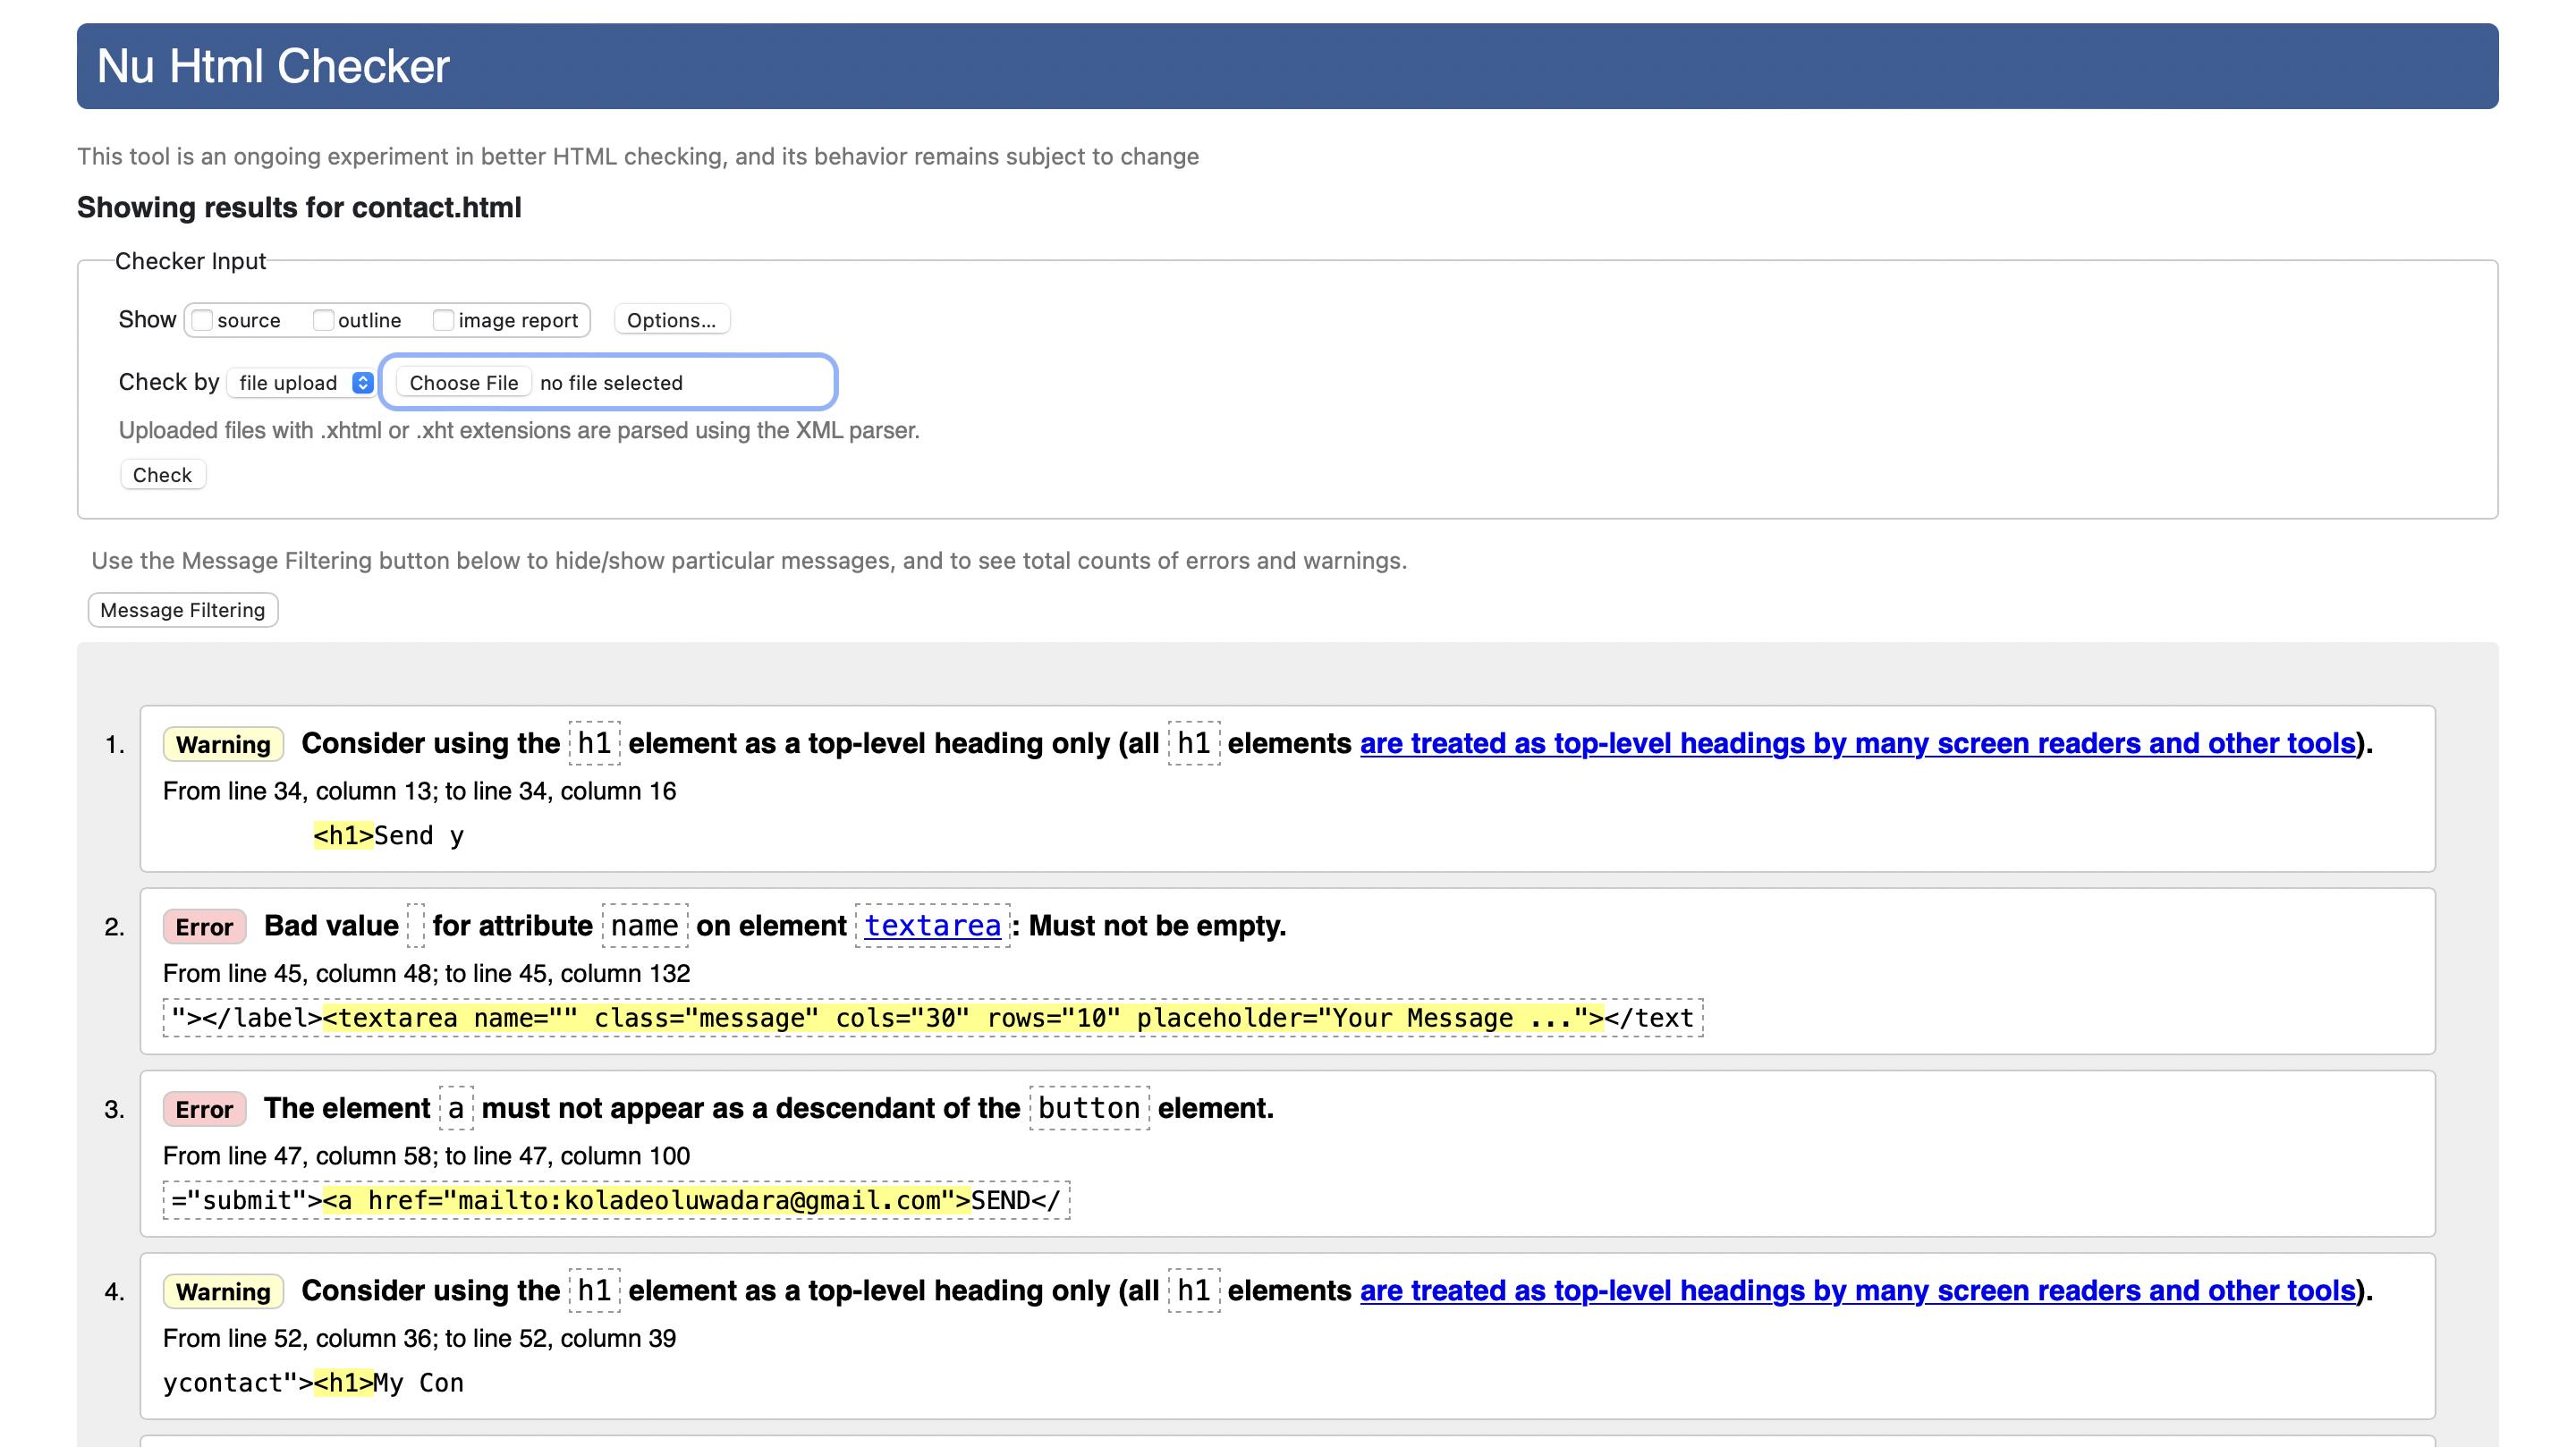 Nu Html Checker
This tool is an ongoing experiment in better HTML checking, and its behavior remains subject to change
Showing results for contact.html
Checker Input
Show source outline image report Options...
Check by file upload Choose File no file selected
Uploaded files with .xhtml or .xht extensions are parsed using the XML parser.
Check
Use the Message Filtering button below to hide/show particular messages, and to see total counts of errors and warnings.
Message Filtering
1. Warning Consider using the h1 element as a top-level heading only (all h1 elements are treated as top-level headings by many screen readers and other tools).
From line 34, column 13; to line 34, column 16
<h1>Send y
2. Error Bad value for attribute name on element textarea: Must not be empty.
From line 45, column 48; to line 45, column 132
"></label><textarea name="" class="message" cols="30" rows="10" placeholder="Your Message ..."></text
3. Error The element a must not appear as a descendant of the button element.
From line 47, column 58; to line 47, column 100
="submit"><a href="mailto:koladeoluwadara@gmail.com">SEND</
4. Warning Consider using the h1 element as a top-level heading only (all h1 elements are treated as top-level headings by many screen readers and other tools).
From line 52, column 36; to line 52, column 39
ycontact"><h1>My Con